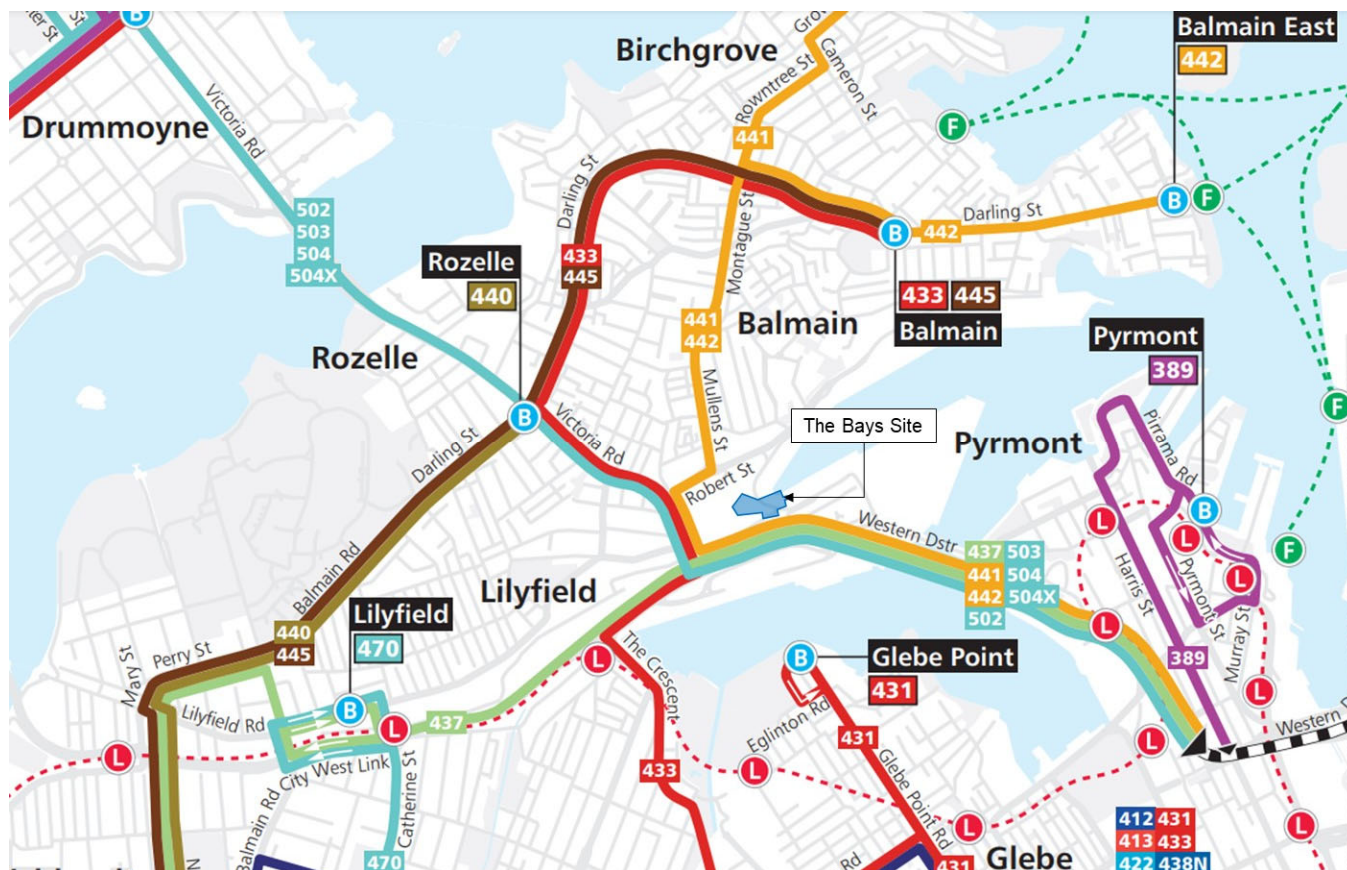 Birchgrove
Grove
Cameron St
Rowntree St
441
Balmain East
442
F
B
Drummoyne
Victoria Rd
502
503
504
504X
Rozelle
440
Darling St
433
445
Montague St
441
442
Mullens St
Balmain
B
442
Darling St
B
F
433 445
Balmain
Pyrmont
389
F
Rozelle
B
Victoria Rd
Darling St
Balmain Rd
The Bays Site
Robert St
Pyrmont
Pirrama Rd
B
L
L
L
F
Western Dstr
437 503
441 504
442 504X
502
Harris St
Pyrmont St
Murray St
389
L
L
L
Western
Lilyfield
Lilyfield
470
440
445
Perry St
Mary St
Lilyfield Rd
B
L
L
437
City West Link
Balmain Rd
Catherine St
470
L
The Crescent
433
B
Glebe Point
431
Eglinton Rd
431
Glebe Point Rd
L
L
L
Glebe
431
Rd
412 431
413 433
422 438N
N
B